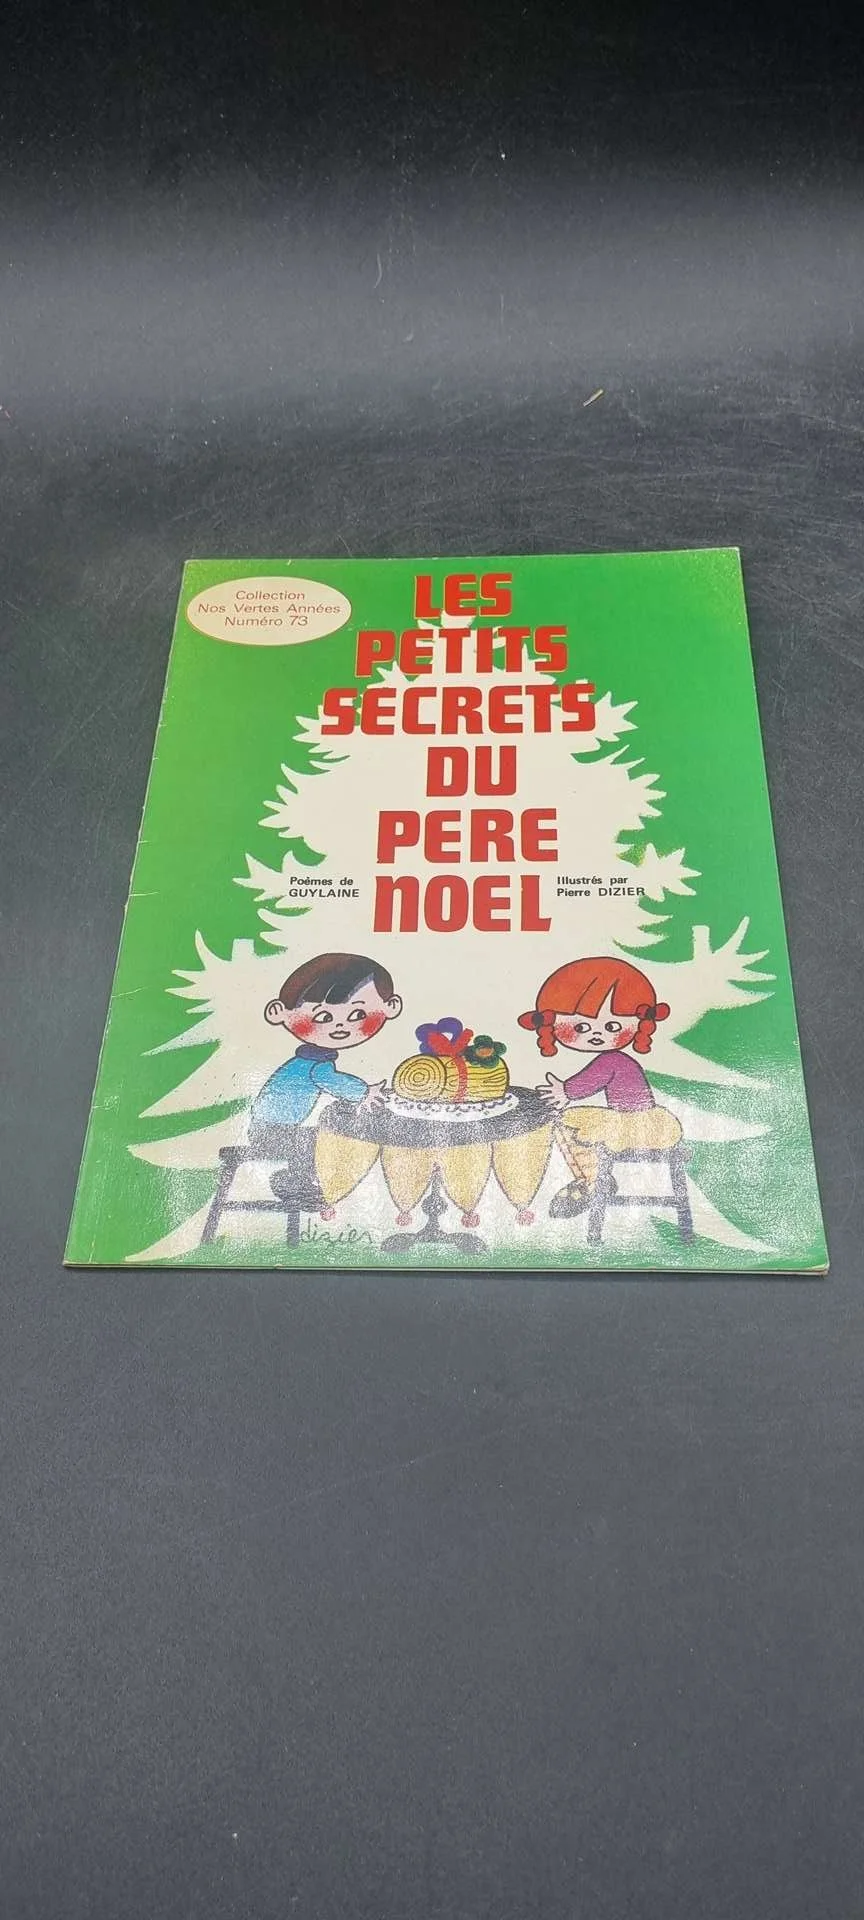 Collection
Nos Vertes Années
Numéro 73
LES
PETITS
SECRETS
DU
PERE
NOEL
Poèmes de
GUYLAINE
Illustrés par
Pierre DIZIER
dizier